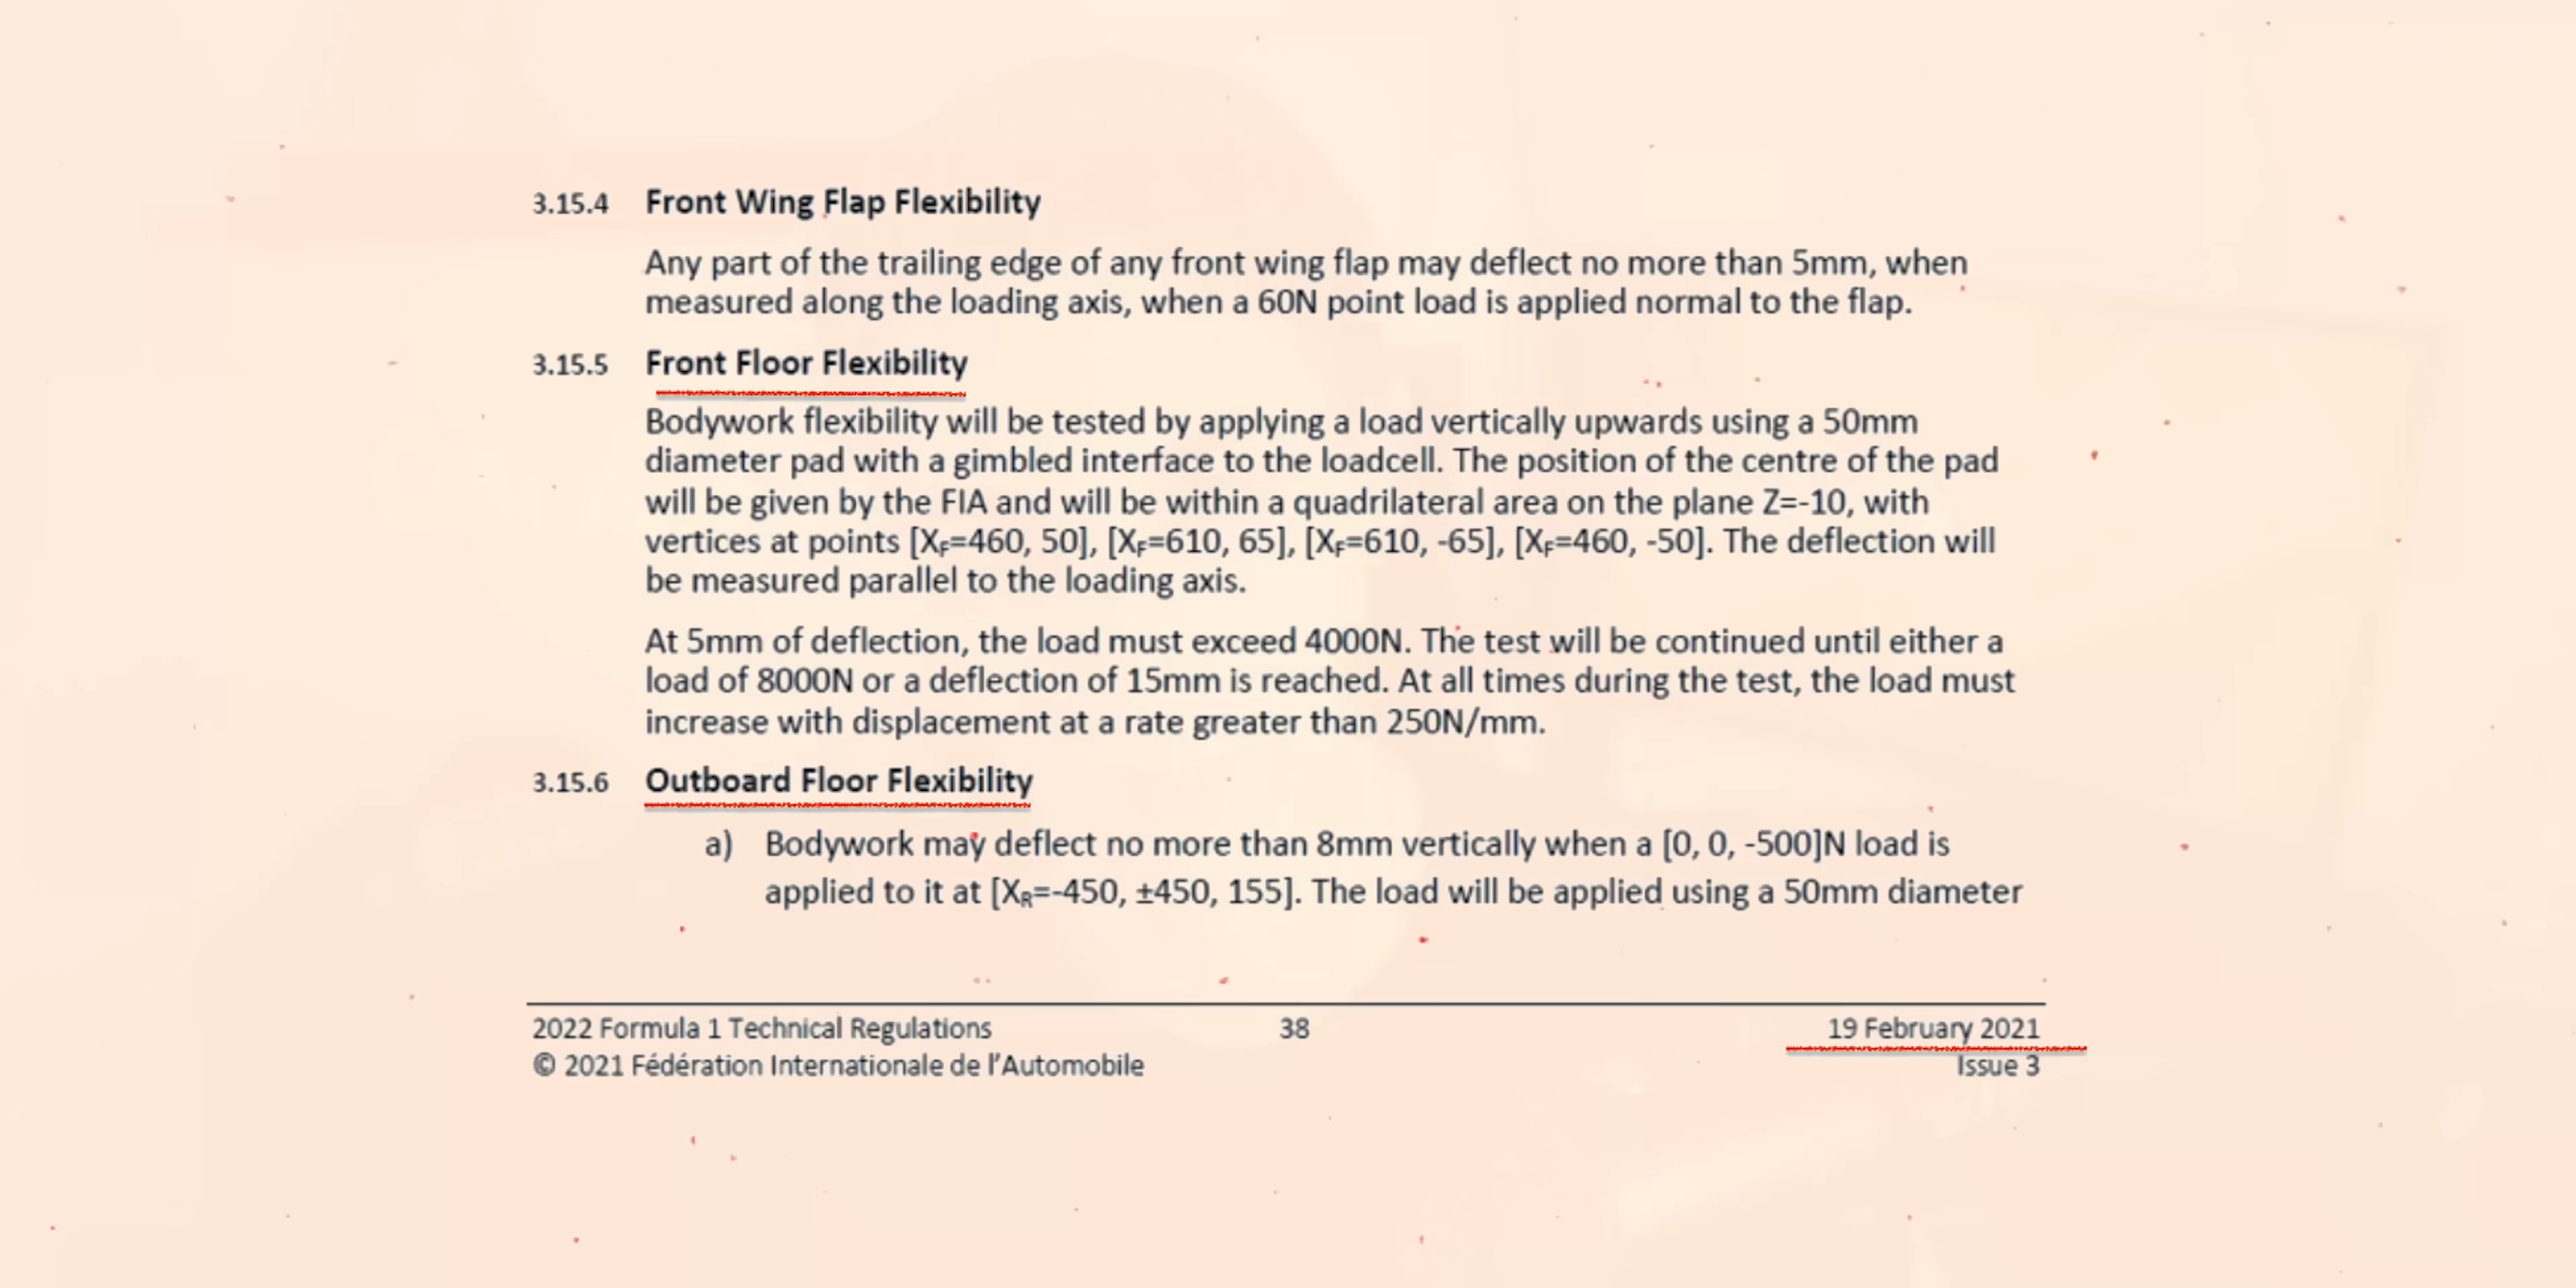 3.15.4 Front Wing Flap Flexibility
Any part of the trailing edge of any front wing flap may deflect no more than 5mm, when
measured along the loading axis, when a 60N point load is applied normal to the flap.
3.15.5 Front Floor Flexibility
Bodywork flexibility will be tested by applying a load vertically upwards using a 50mm
diameter pad with a gimbled interface to the loadcell. The position of the centre of the pad
will be given by the FIA and will be within a quadrilateral area on the plane Z=-10, with
vertices at points [XF=460, 50], [XF=610, 65], [XF=610, -65], [XF=460, -50]. The deflection will
be measured parallel to the loading axis.
At 5mm of deflection, the load must exceed 4000N. The test will be continued until either a
load of 8000N or a deflection of 15mm is reached. At all times during the test, the load must
increase with displacement at a rate greater than 250N/mm.
3.15.6 Outboard Floor Flexibility
a) Bodywork may deflect no more than 8mm vertically when a [0, 0, -500]N load is
applied to it at [XR=-450, ±450, 155]. The load will be applied using a 50mm diameter
2022 Formula 1 Technical Regulations 38 19 February 2021
© 2021 Fédération Internationale de l'Automobile Issue 3